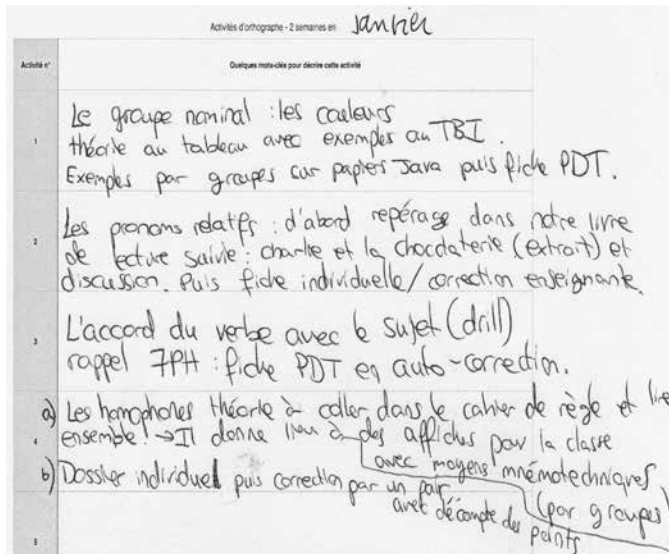 Activités d'orthographe - 2 semaines en janvier
Activité n°
Quelques mots-clés pour décrire cette activité
1
Le groupe nominal : les couleurs
théorie au tableau avec exemples au TBI.
Exemples par groupes sur papiers Java puis fiche PDT.
2
Les pronoms relatifs : d'abord repérage dans notre livre
de lecture suivie : charlie et la chocolaterie (extrait) et
discussion. Puis fiche individuelle / correction enseignante.
3
L'accord du verbe avec le sujet (drill)
rappel 7PH : fiche PDT en auto-correction.
4
a) Les homophones théorie à coller dans le cahier de règle et lire
ensemble ! → Il donne lieu à des affiches pour la classe
avec moyens mnémotechniques
(par groupes)
b) Dossier individuel puis correction par un pair
avec décompte des points
5